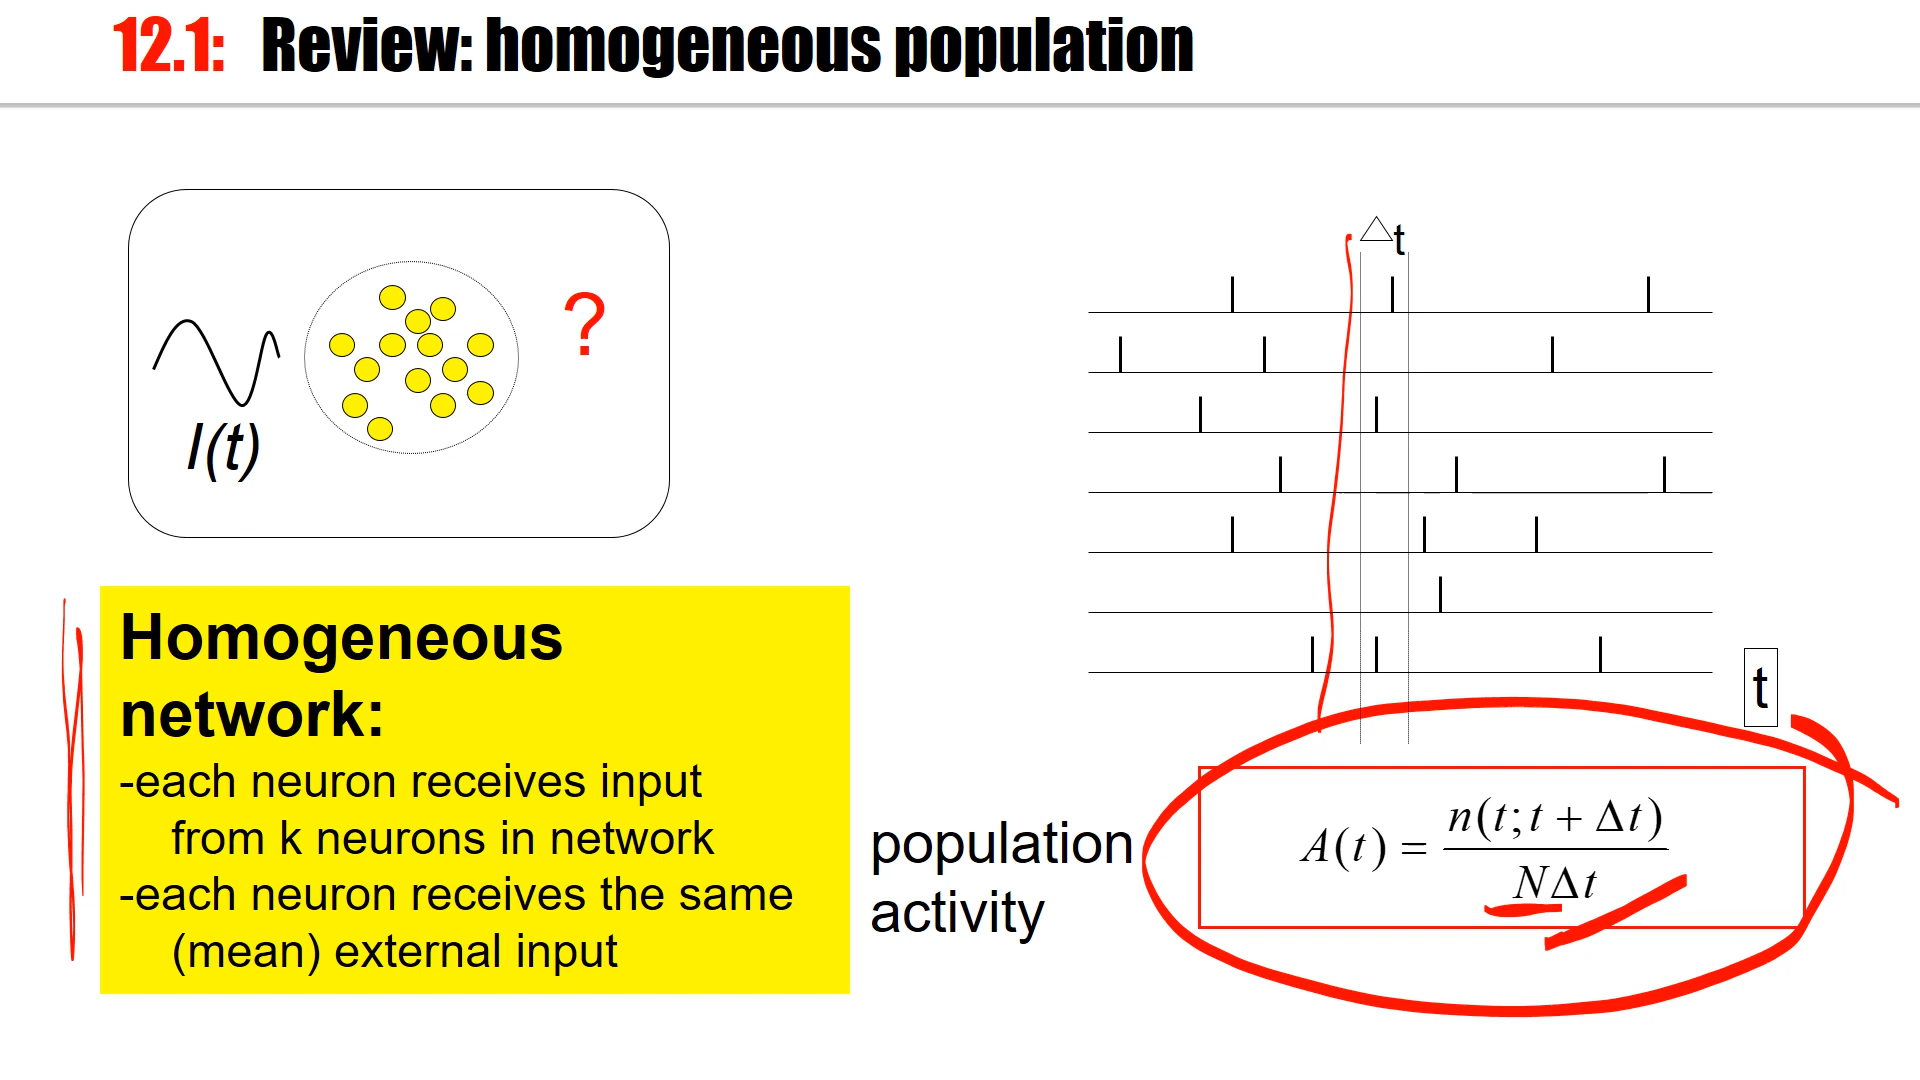 12.1: Review: homogeneous population
I(t)
?
Homogeneous
network:
-each neuron receives input
from k neurons in network
-each neuron receives the same
(mean) external input
△t
t
population
activity
A(t) = n(t; t + Δt) / NΔt